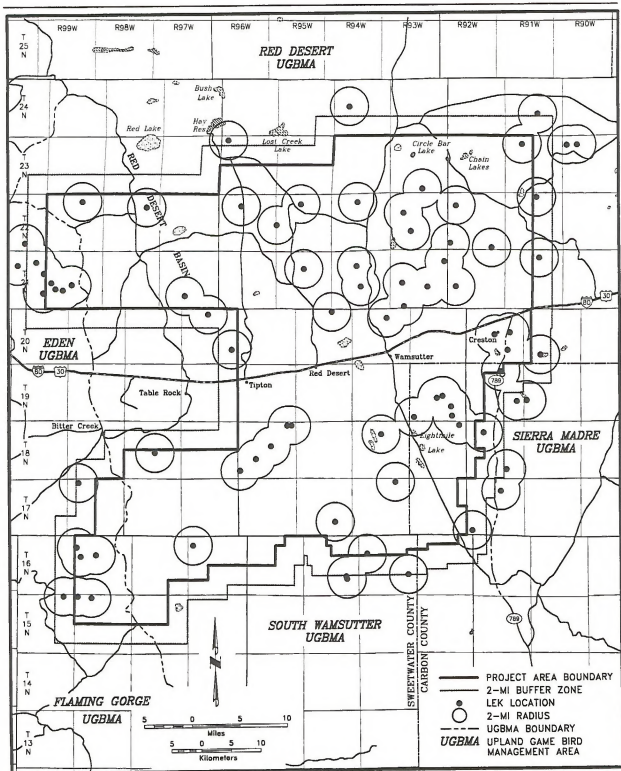 R99W R98W R97W R96W R95W R94W R93W R92W R91W R90W
T
25
N
RED DESERT
UGBMA
T
24
N
Bush
Lake
Hay
Res
Red Lake
Lost Creek
Lake
Circle Bar
Lake
Chain
Lakes
T
23
N
RED
DESERT
BASIN
T
22
N
T
21
N
80 30
T
20
N
EDEN
UGBMA
Creston
Wamsutter
Red Desert
80 30
Tipton
789
Table Rock
T
19
N
Bitter Creek
SIERRA MADRE
UGBMA
T
18
N
Eightmile
Lake
T
17
N
T
16
N
T
15
N
SOUTH WAMSUTTER
UGBMA
SWEETWATER COUNTY
CARBON COUNTY
789
T
14
N
N
FLAMING GORGE
UGBMA
5 0 5 10
Miles
5 0 5 10
Kilometers
T
13
N
PROJECT AREA BOUNDARY
2-MI BUFFER ZONE
LEK LOCATION
2-MI RADIUS
UGBMA BOUNDARY
UGBMA UPLAND GAME BIRD
MANAGEMENT AREA